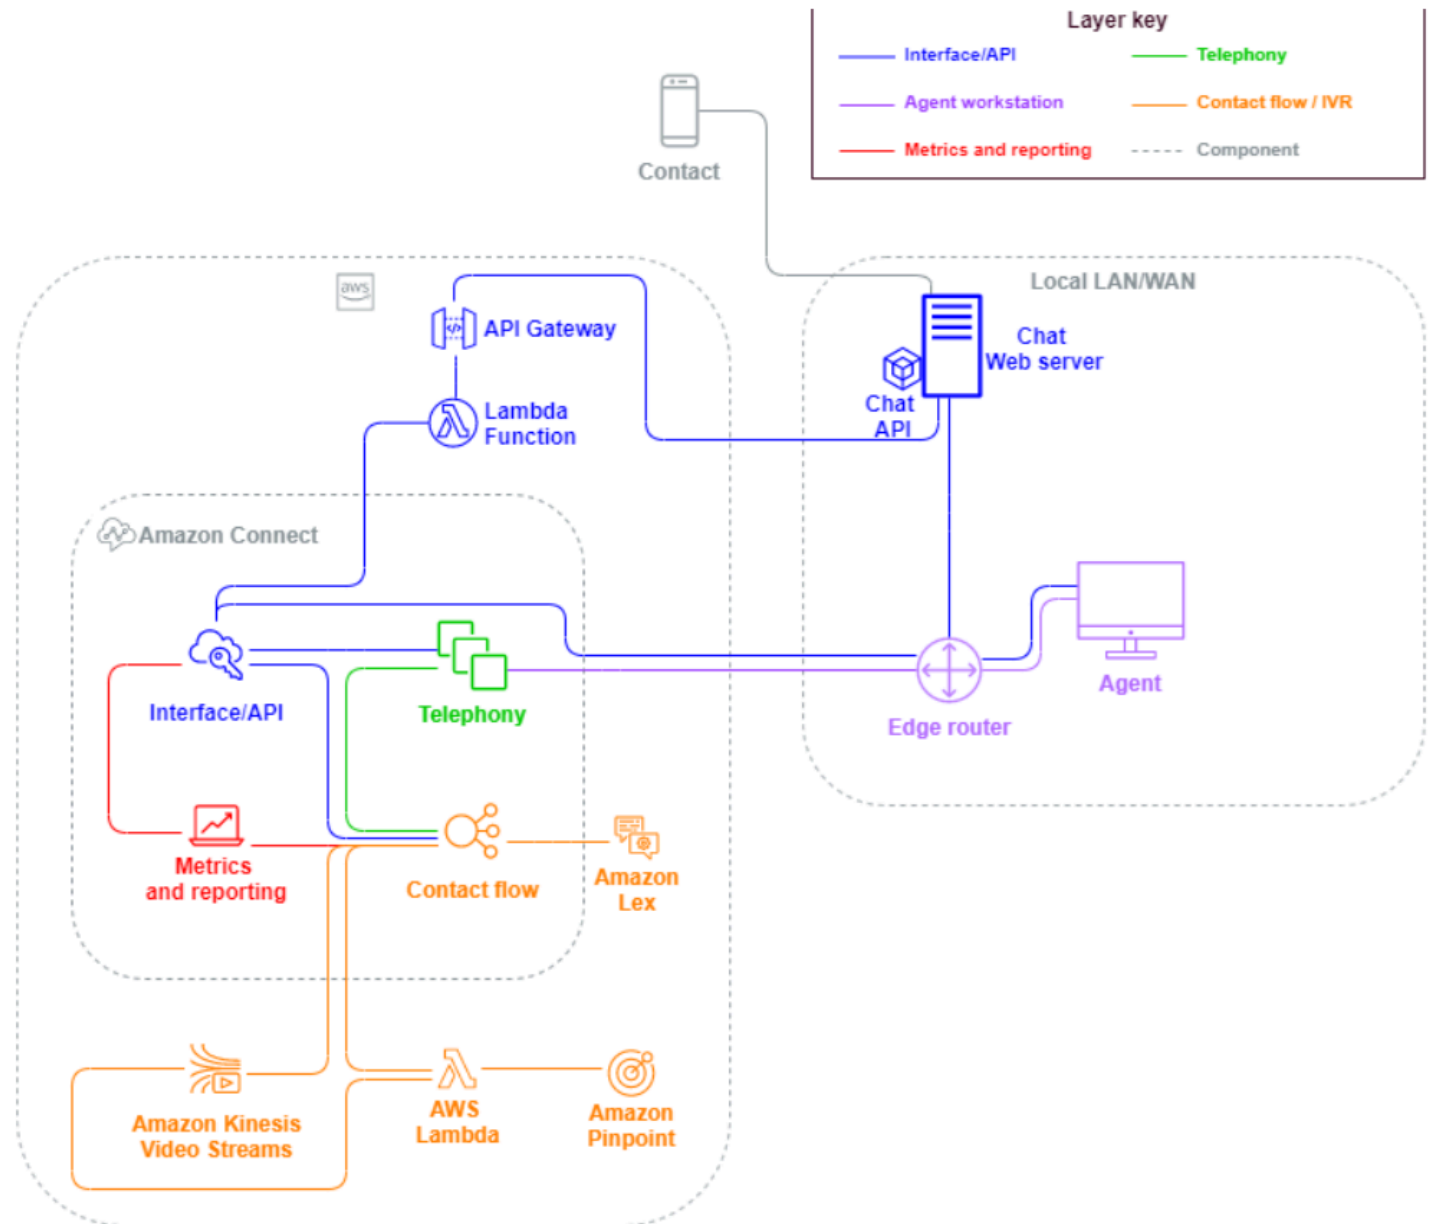 Layer key
Interface/API
Telephony
Agent workstation
Contact flow / IVR
Metrics and reporting
Component
Contact
aws
Local LAN/WAN
API Gateway
Chat
Web server
Chat
API
Lambda
Function
Amazon Connect
Interface/API
Telephony
Edge router
Agent
Metrics
and reporting
Contact flow
Amazon
Lex
Amazon Kinesis
Video Streams
AWS
Lambda
Amazon
Pinpoint